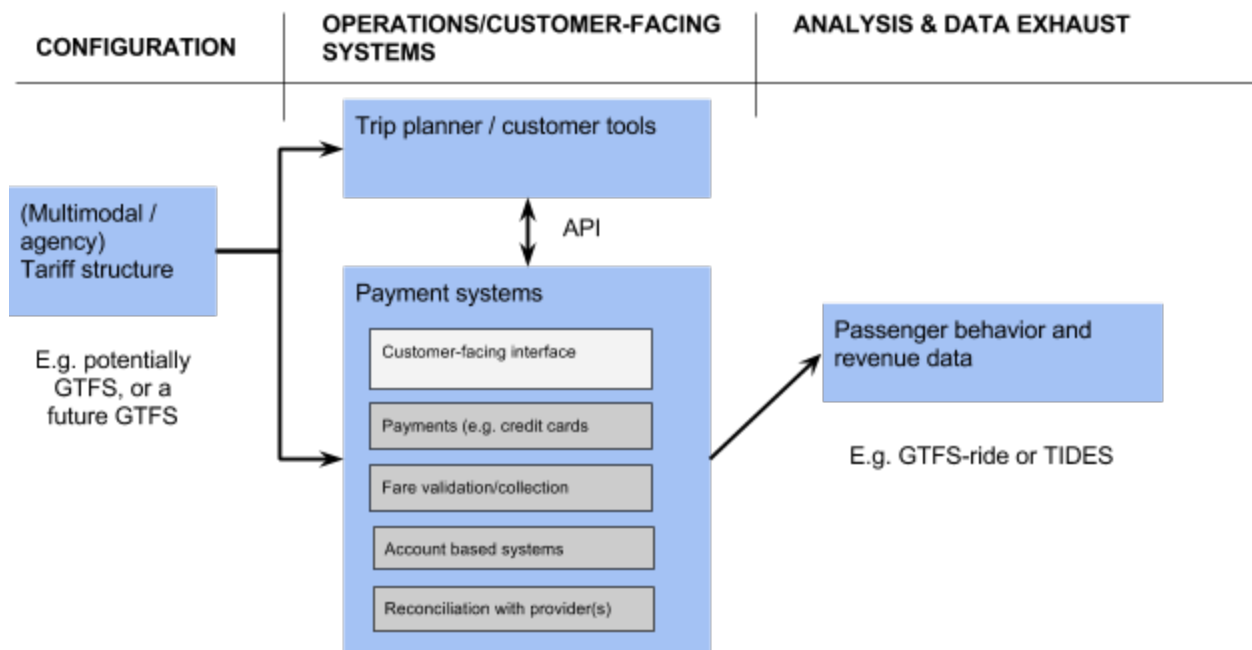 CONFIGURATION
OPERATIONS/CUSTOMER-FACING
SYSTEMS
ANALYSIS & DATA EXHAUST
Trip planner / customer tools
(Multimodal /
agency)
Tariff structure
API
E.g. potentially
GTFS, or a
future GTFS
Payment systems
Customer-facing interface
Payments (e.g. credit cards
Fare validation/collection
Account based systems
Reconciliation with provider(s)
Passenger behavior and
revenue data
E.g. GTFS-ride or TIDES